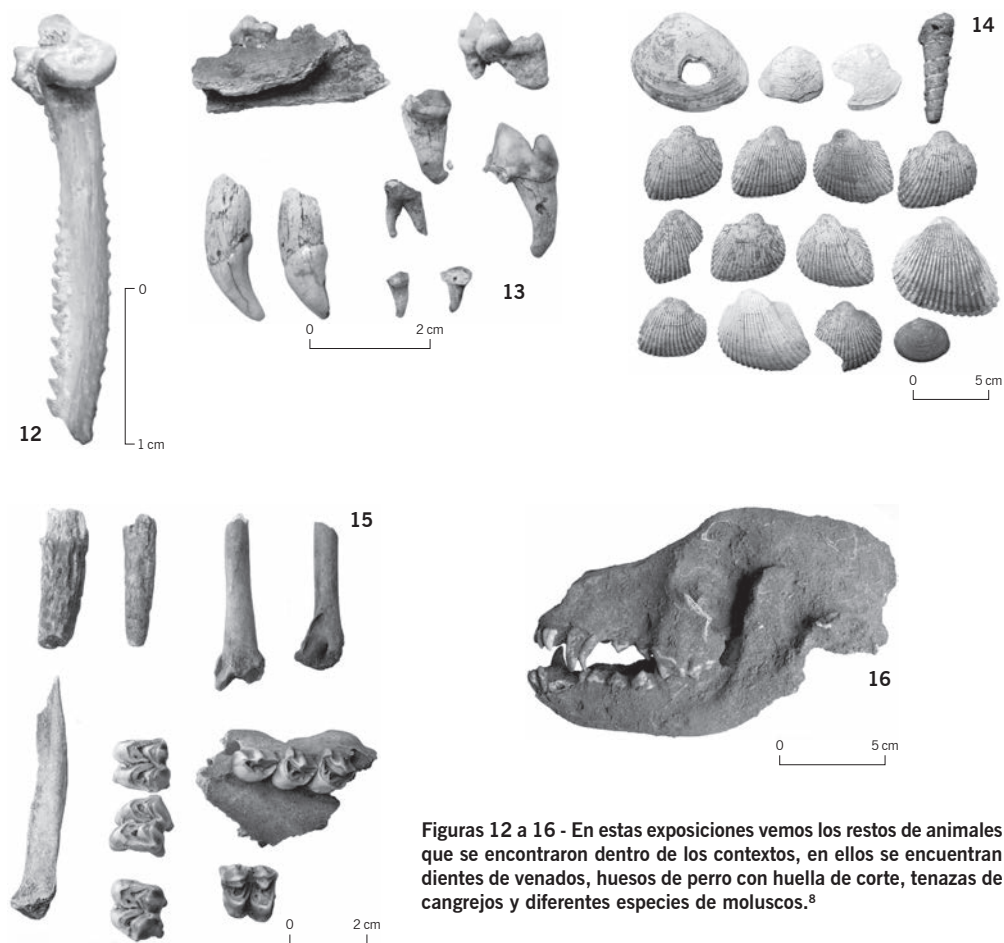 12
0
1 cm
13
0 2 cm
14
0 5 cm
15
0 2 cm
16
0 5 cm
Figuras 12 a 16 - En estas exposiciones vemos los restos de animales
que se encontraron dentro de los contextos, en ellos se encuentran
dientes de venados, huesos de perro con huella de corte, tenazas de
cangrejos y diferentes especies de moluscos.⁸